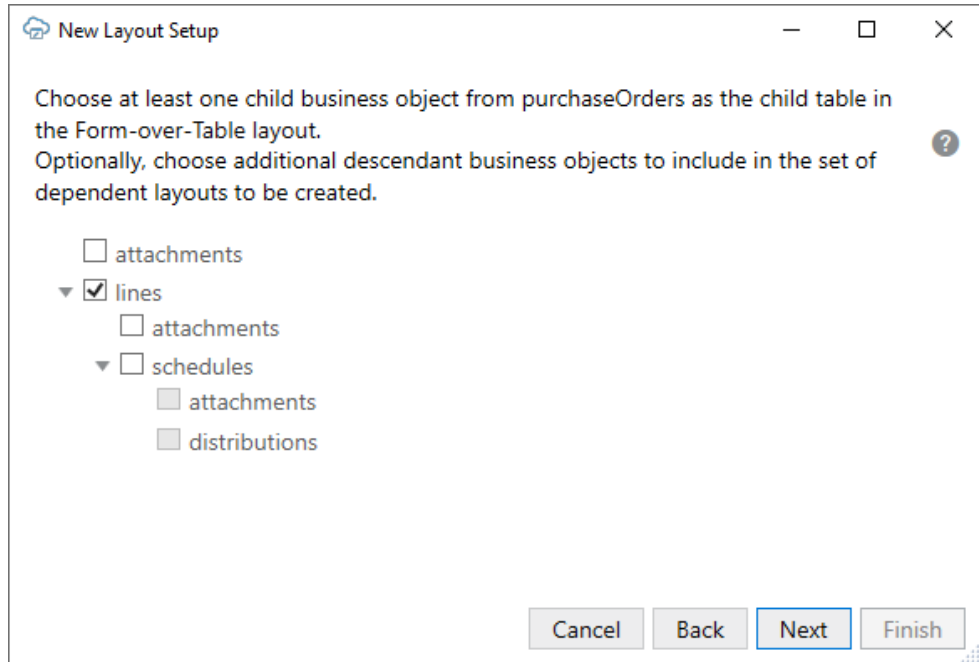 New Layout Setup
Choose at least one child business object from purchaseOrders as the child table in
the Form-over-Table layout.
Optionally, choose additional descendant business objects to include in the set of
dependent layouts to be created.
?
attachments
lines
attachments
schedules
attachments
distributions
Cancel
Back
Next
Finish